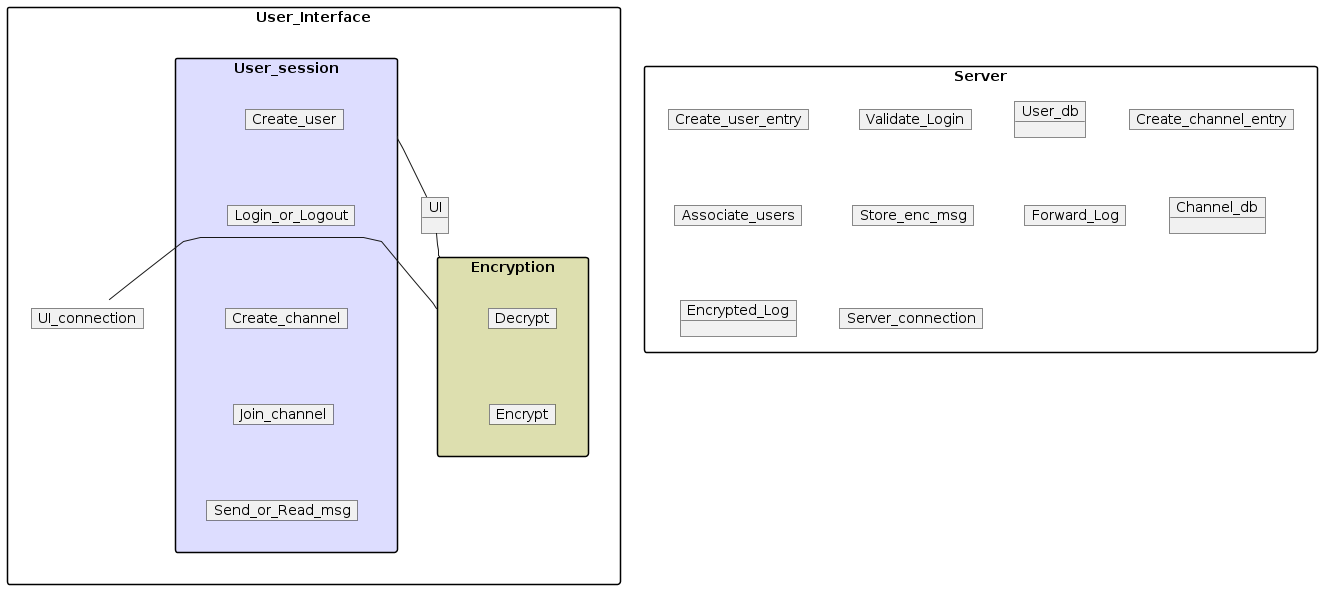 User_Interface
User_session
Create_user
Login_or_Logout
UI
UI_connection
Create_channel
Join_channel
Send_or_Read_msg
Encryption
Decrypt
Encrypt
Server
Create_user_entry
Validate_Login
User_db
Create_channel_entry
Associate_users
Store_enc_msg
Forward_Log
Channel_db
Encrypted_Log
Server_connection